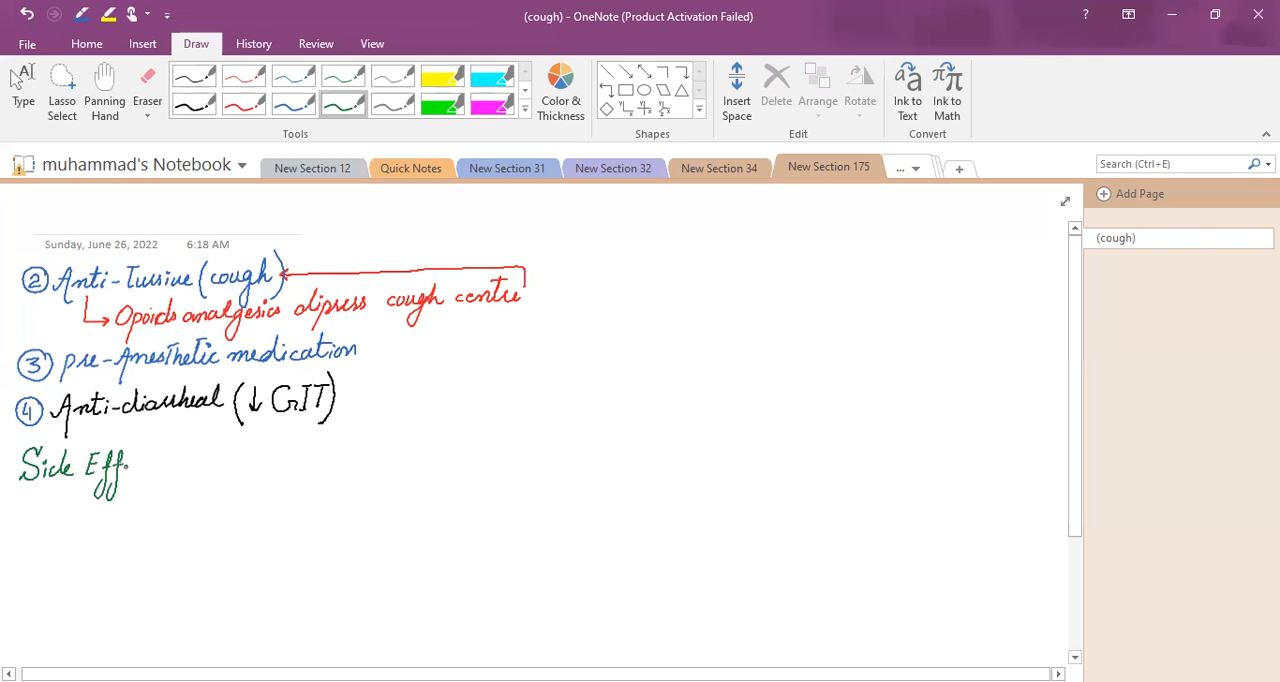 (cough) - OneNote (Product Activation Failed)
?
File Home Insert Draw History Review View
Type
Lasso Select
Panning Hand
Eraser
Color & Thickness
Insert Space
Delete
Arrange
Rotate
Ink to Text
Ink to Math
Tools
Shapes
Edit
Convert
muhammad's Notebook
New Section 12
Quick Notes
New Section 31
New Section 32
New Section 34
New Section 175
...
Search (Ctrl+E)
Add Page
(cough)
Sunday, June 26, 2022 6:18 AM
② Anti-Tussive (cough)
Opoids analgesics dipress cough centre
③ pre-Anesthetic medication
④ Anti-diarrheal (↓ GIT)
Side Eff